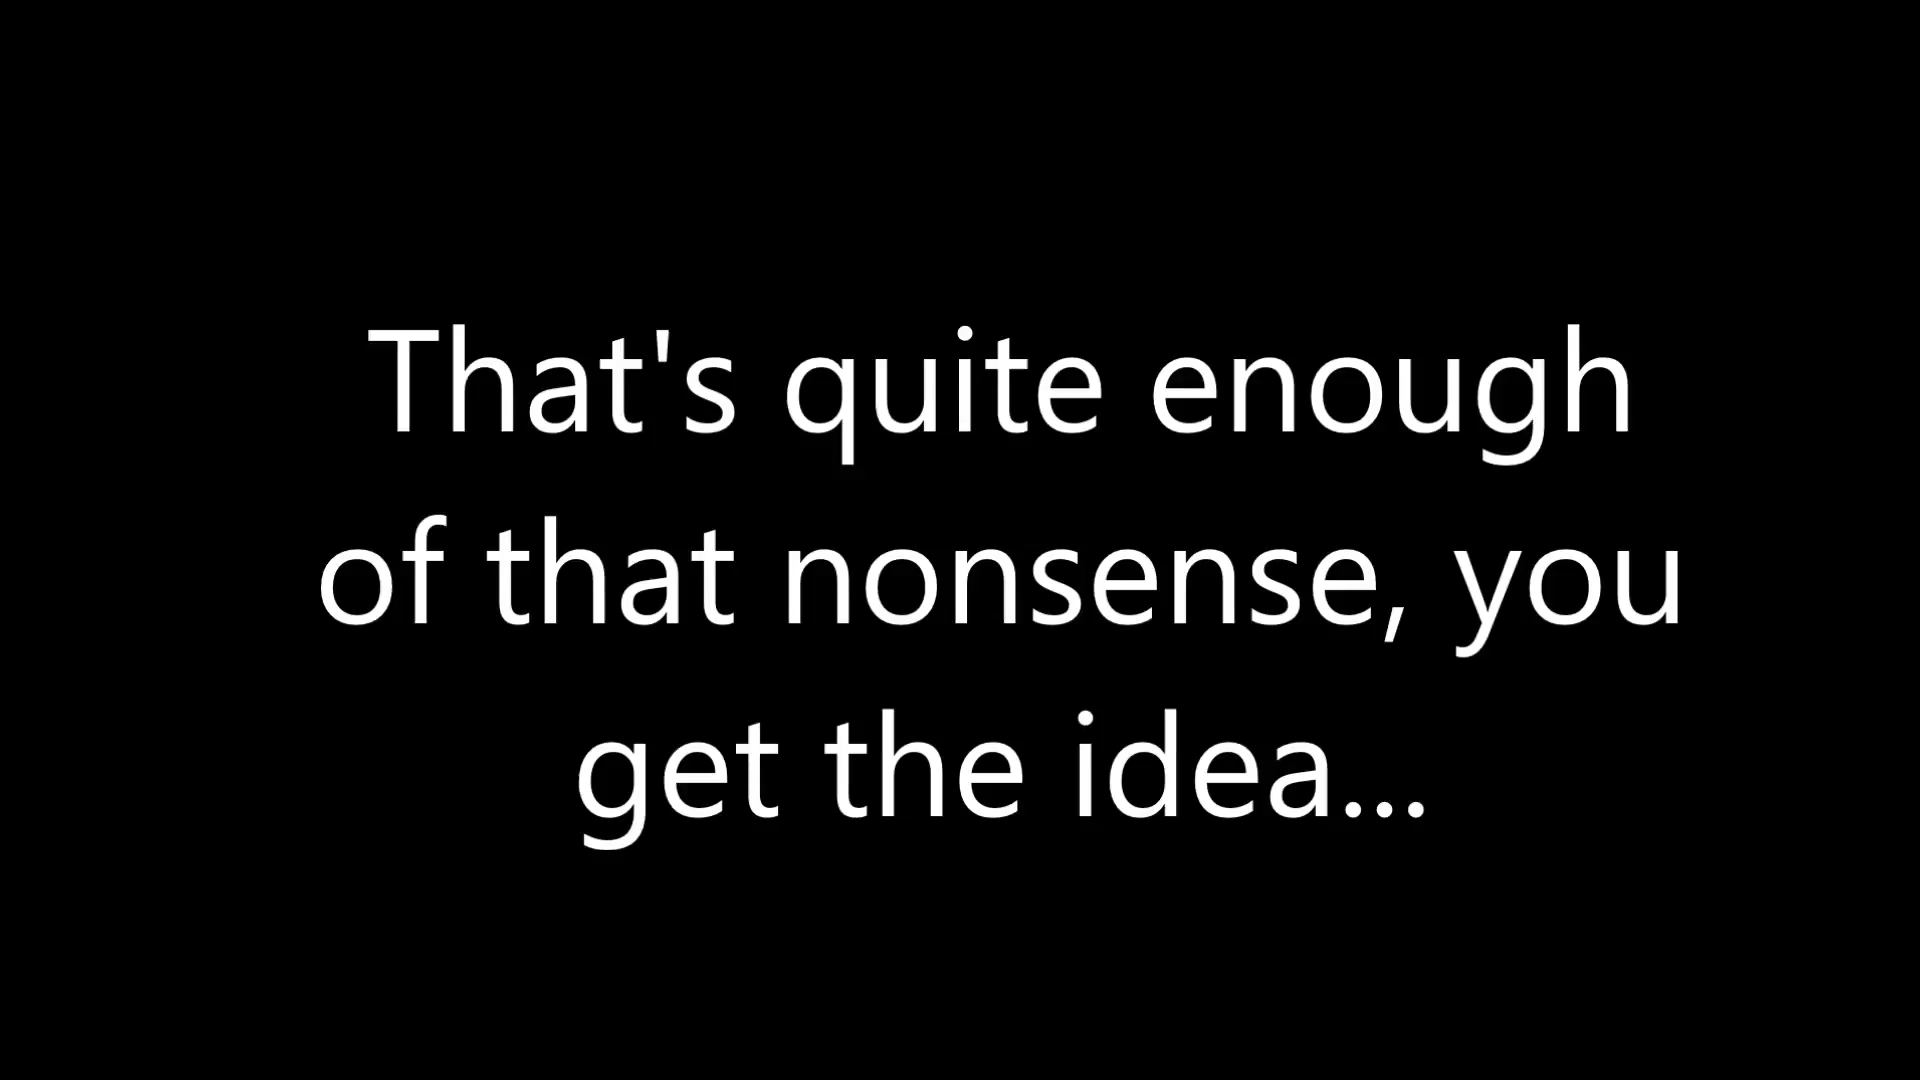 That's quite enough
of that nonsense, you
get the idea...